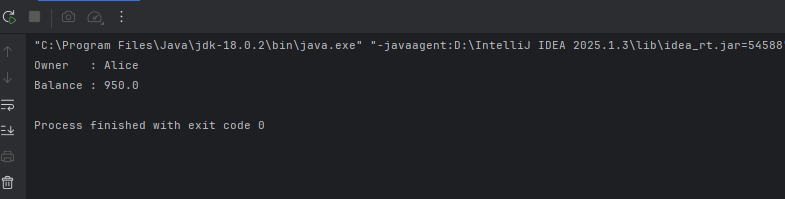 "C:\Program Files\Java\jdk-18.0.2\bin\java.exe" "-javaagent:D:\IntelliJ IDEA 2025.1.3\lib\idea_rt.jar=54588"
Owner   : Alice
Balance : 950.0
Process finished with exit code 0